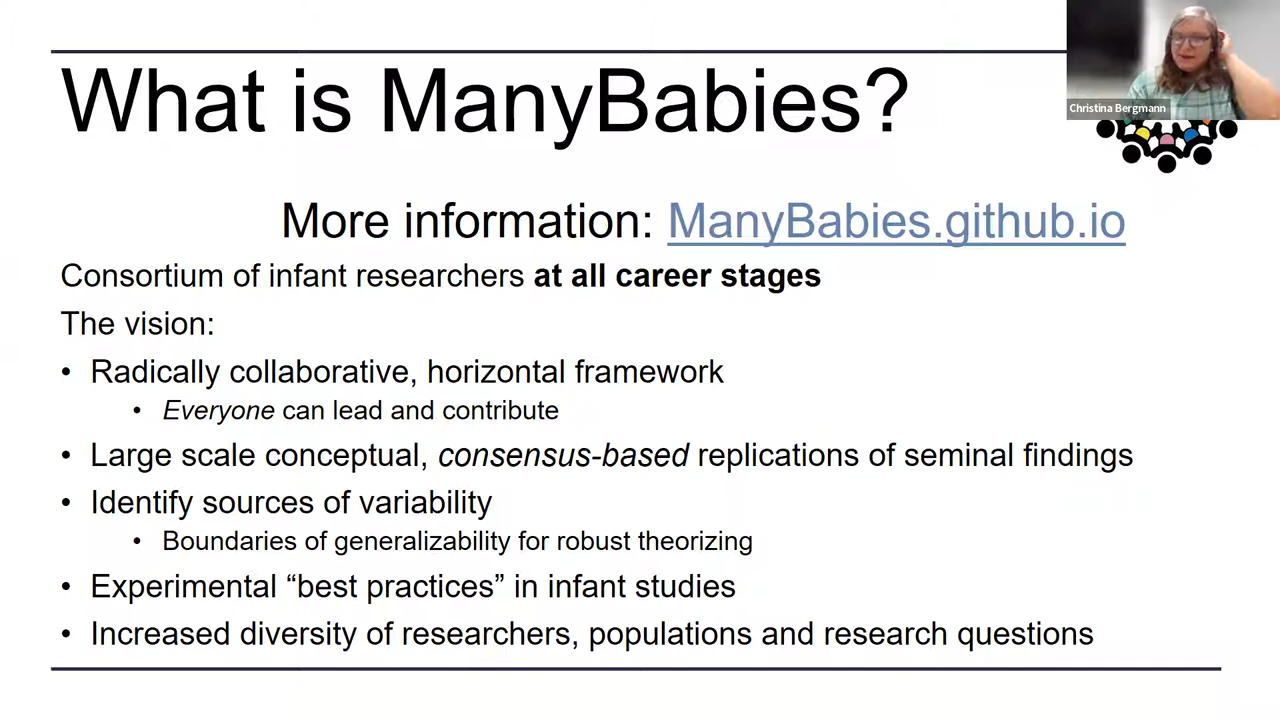 What is ManyBabies?
Christina Bergmann
More information: ManyBabies.github.io
Consortium of infant researchers at all career stages
The vision:
• Radically collaborative, horizontal framework
• Everyone can lead and contribute
• Large scale conceptual, consensus-based replications of seminal findings
• Identify sources of variability
• Boundaries of generalizability for robust theorizing
• Experimental “best practices” in infant studies
• Increased diversity of researchers, populations and research questions